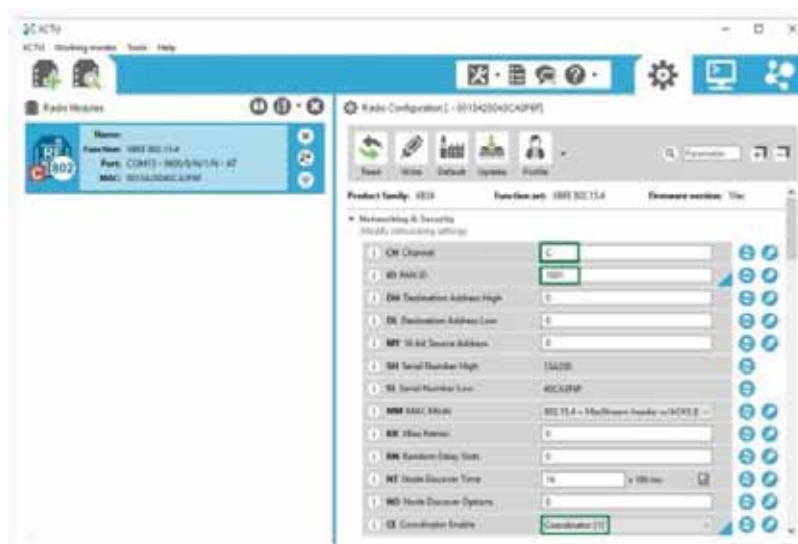 XCTU
XCTU Working modes Tools Help
Radio Modules
Radio Configuration [ - 0013A20040CA3F6F]
Name:
Function: XBEE 802.15.4
Port: COM13 - 9600/8/N/1/N - AT
802
Read Write Default Update Profile
Parameter
Product family: XB24 Function set: XBEE 802.15.4 Firmware version: 10ec
Networking & Security
Modify networking settings
CH Channel C
ID PAN ID 1001
DH Destination Address High 0
DL Destination Address Low 0
MY 16-bit Source Address 0
SH Serial Number High 13A200
SL Serial Number Low
MM MAC Mode
RR XBee Retries 0
RN Random Delay Slots 0
NT Node Discover Time x 100 ms
NO Node Discover Options 0
CE Coordinator Enable Coordinator [1]